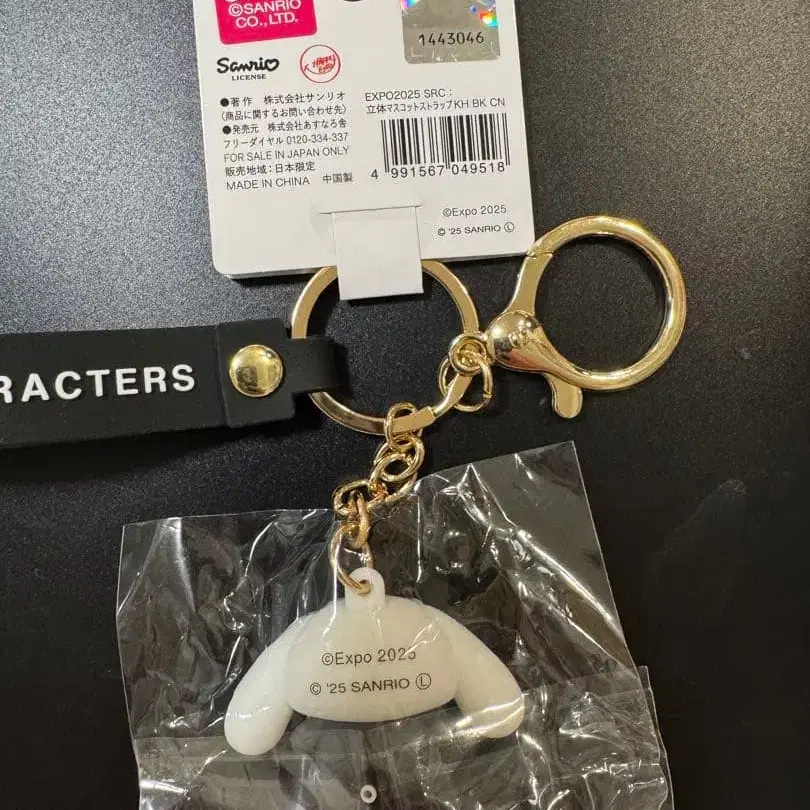 ©SANRIO
CO., LTD.
1443046
Sanrio
LICENSE
●著作 株式会社サンリオ
〈商品に関するお問い合わせ先〉
●発売元 株式会社あすなろ舎
フリーダイヤル 0120-334-337
FOR SALE IN JAPAN ONLY
販売地域：日本限定
MADE IN CHINA 中国製
EXPO2025 SRC：
立体マスコットストラップKH BK CN
4 991567 049518
©Expo 2025
© '25 SANRIO Ⓛ
RACTERS
©Expo 2025
© '25 SANRIO Ⓛ